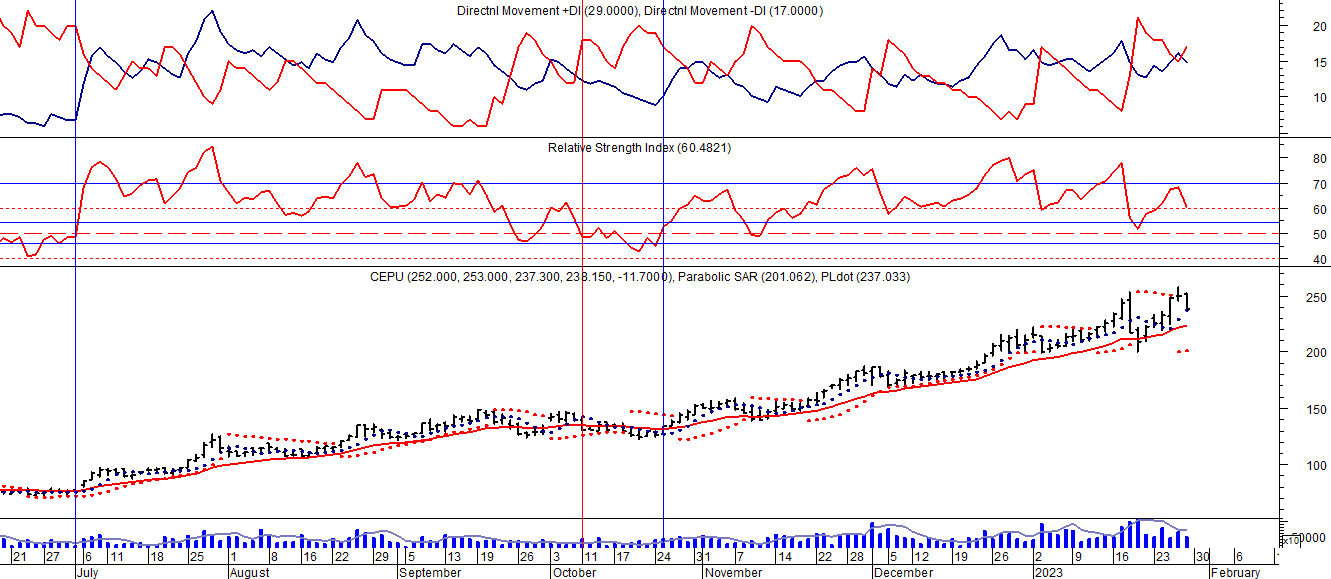 Directnl Movement +DI (29.0000), Directnl Movement -DI (17.0000)
20
15
10
Relative Strength Index (60.4821)
80
70
60
50
40
CEPU (252.000, 253.000, 237.300, 238.150, -11.7000), Parabolic SAR (201.062), PLdot (237.033)
250
200
150
100
50000
x10
21 27 6 11 18 25 1 8 16 22 29 5 13 19 26 3 11 17 24 31 7 14 22 28 5 12 19 26 2 9 16 23 30 6
July August September October November December 2023 February